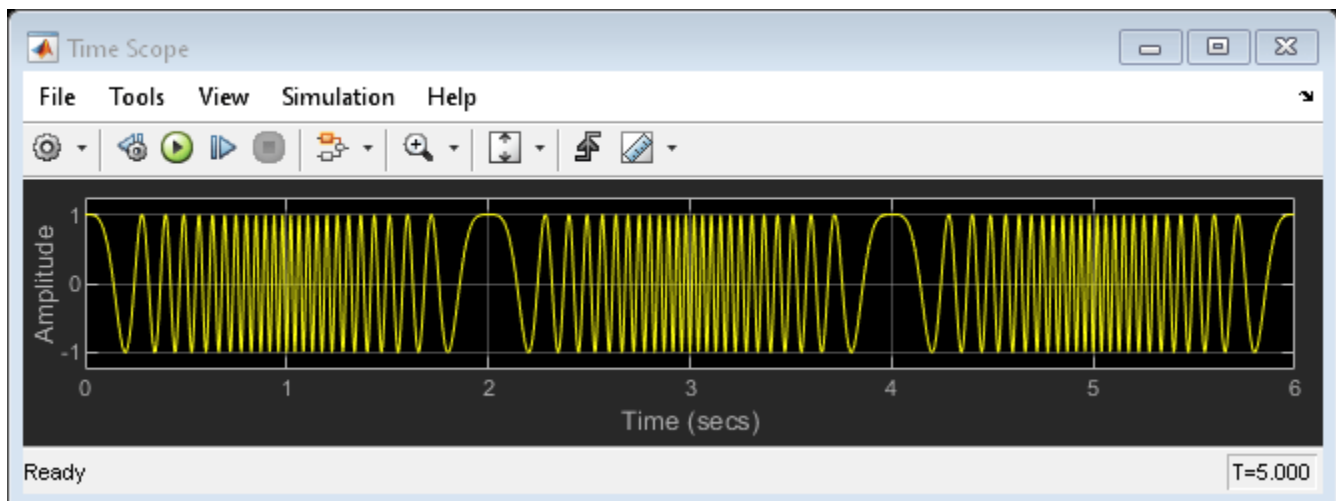 Time Scope
File Tools View Simulation Help
Amplitude
1
0
-1
0 1 2 3 4 5 6
Time (secs)
Ready T=5.000